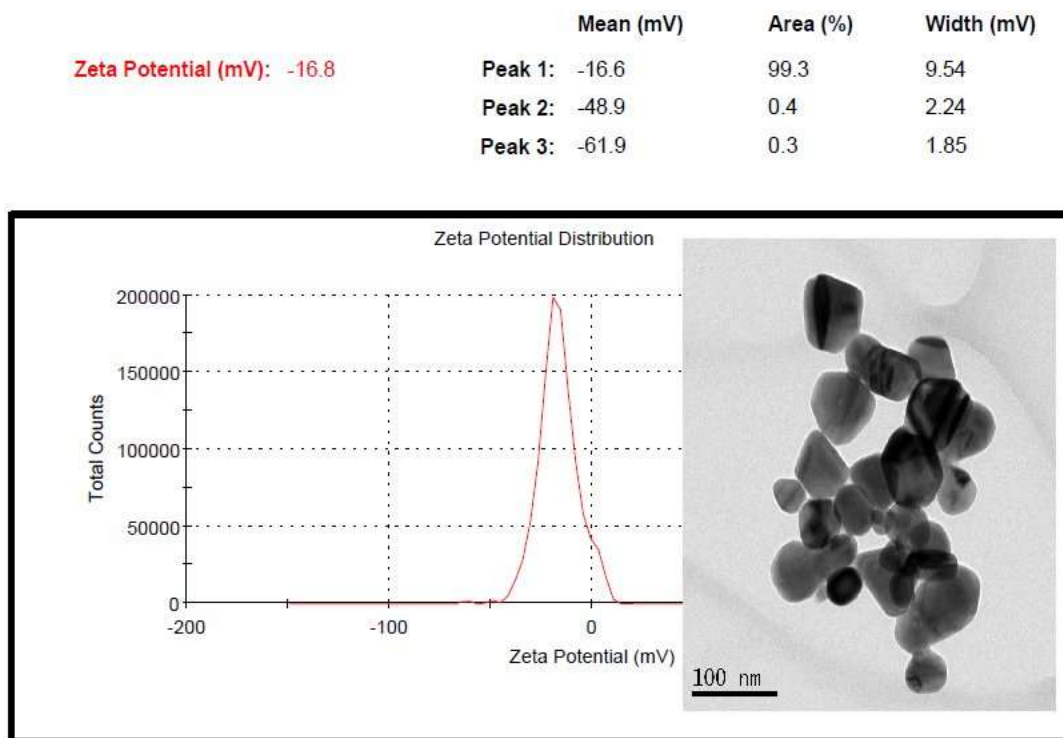 Mean (mV) Area (%) Width (mV)
Zeta Potential (mV): -16.8 Peak 1: -16.6 99.3 9.54
Peak 2: -48.9 0.4 2.24
Peak 3: -61.9 0.3 1.85
Zeta Potential Distribution
200000
150000
100000
50000
0
Total Counts
-200 -100 0
Zeta Potential (mV)
100 nm